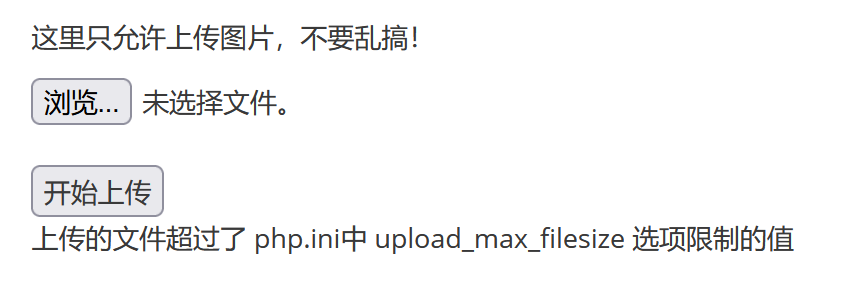 这里只允许上传图片，不要乱搞！
浏览... 未选择文件。
开始上传
上传的文件超过了 php.ini中 upload_max_filesize 选项限制的值